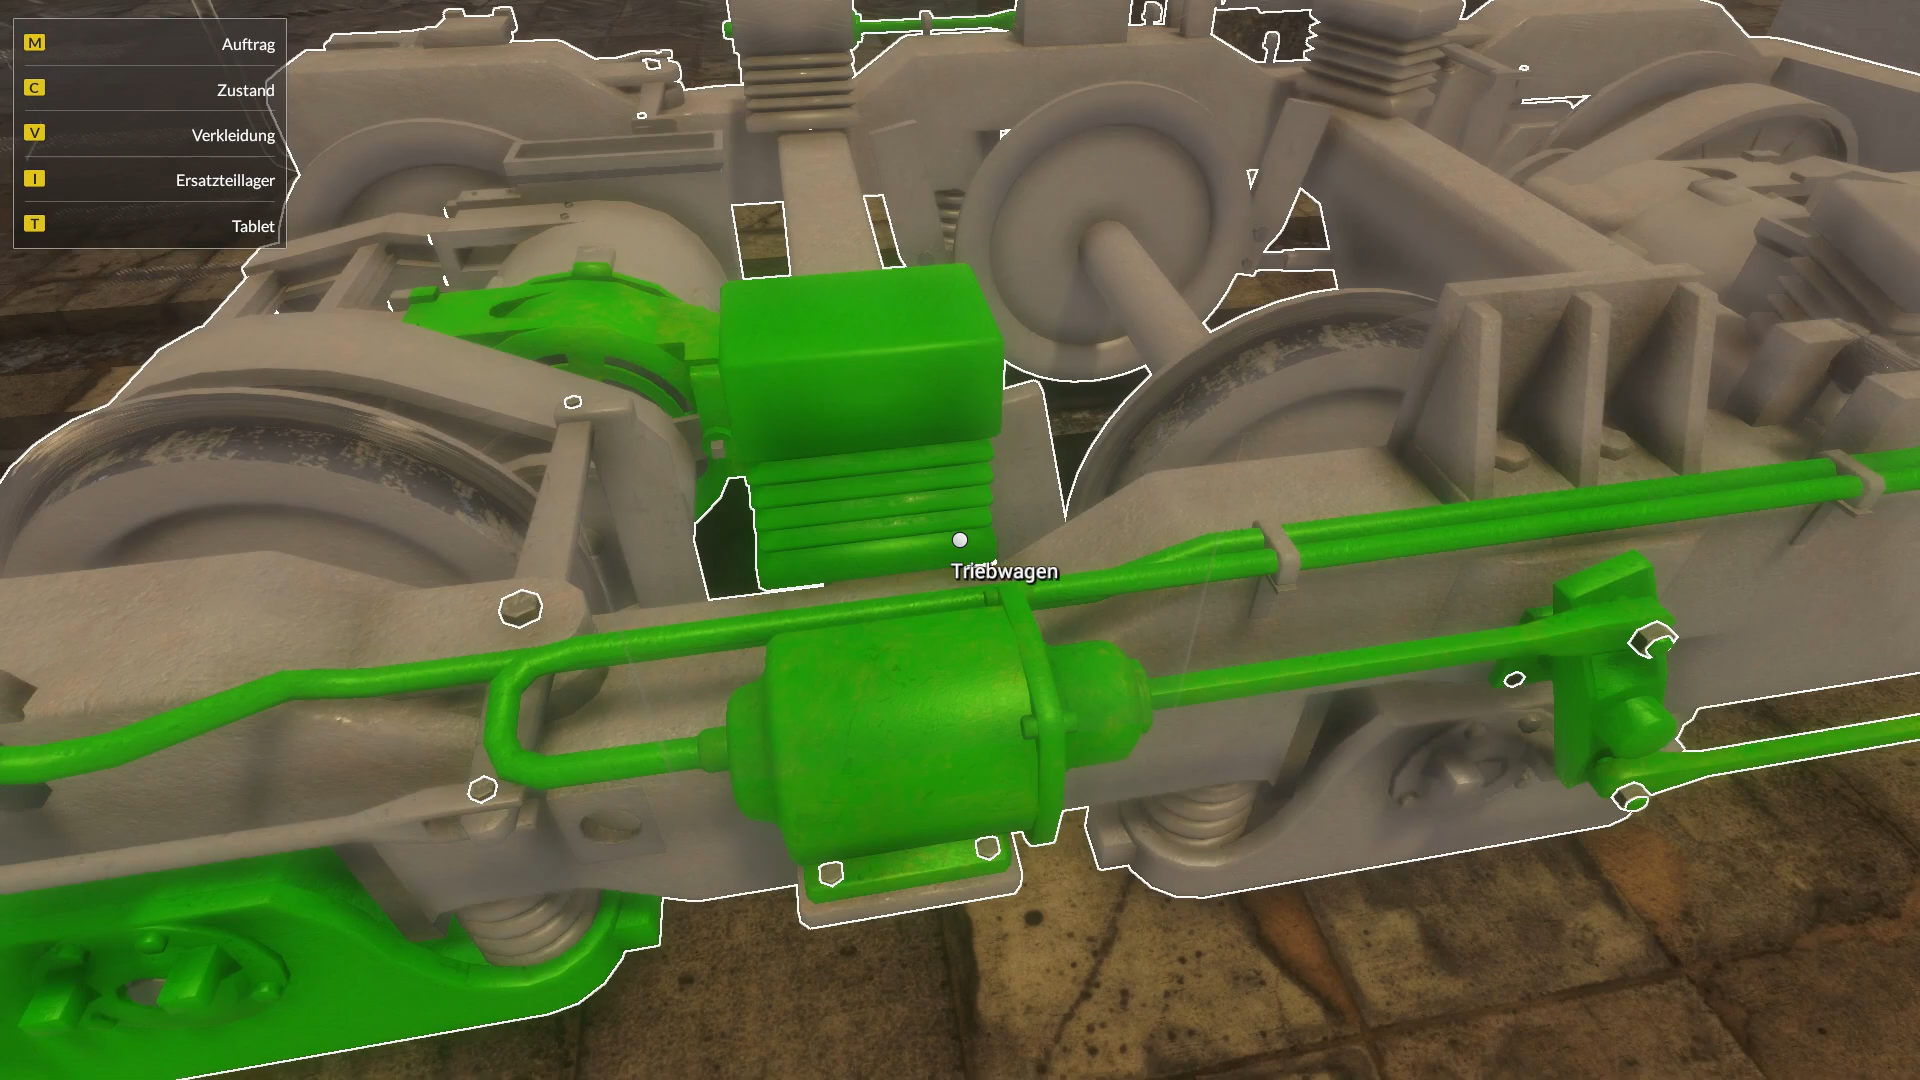 M Auftrag
C Zustand
V Verkleidung
I Ersatzteillager
T Tablet
Triebwagen